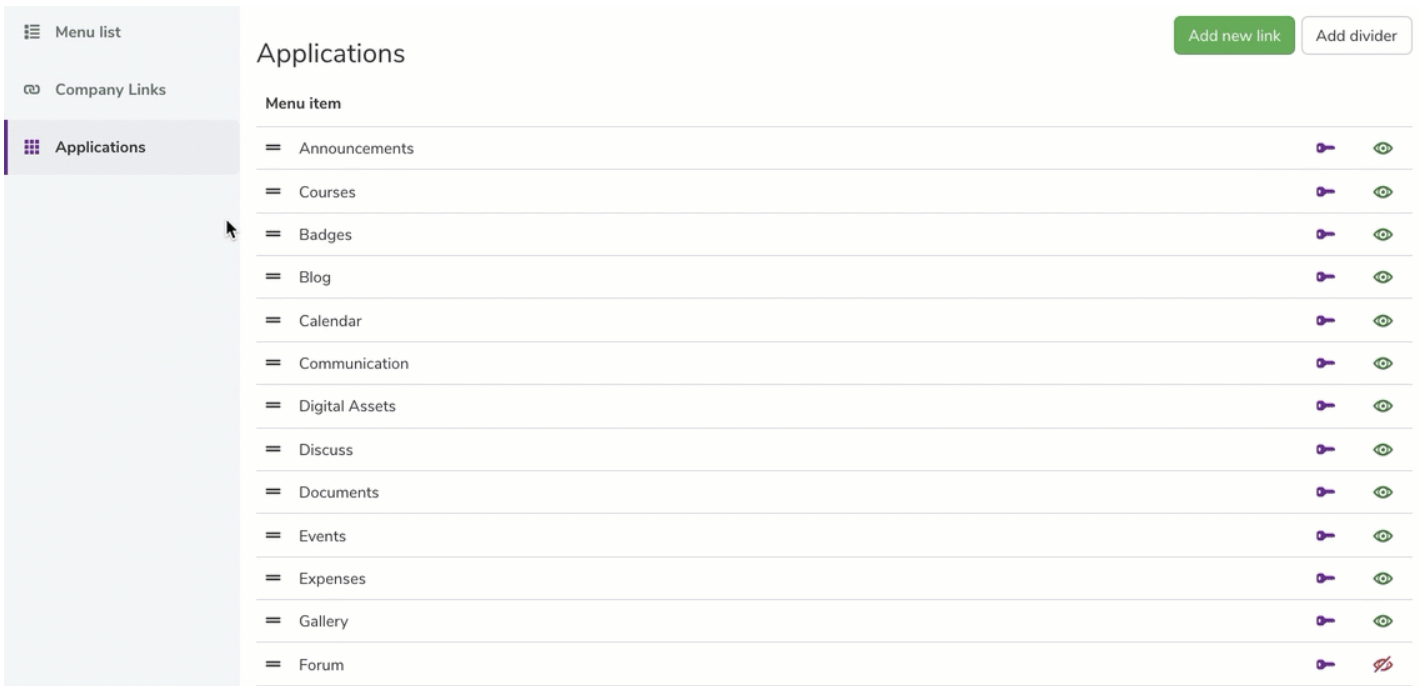 Menu list
Company Links
Applications
Applications
Add new link
Add divider
Menu item
Announcements
Courses
Badges
Blog
Calendar
Communication
Digital Assets
Discuss
Documents
Events
Expenses
Gallery
Forum